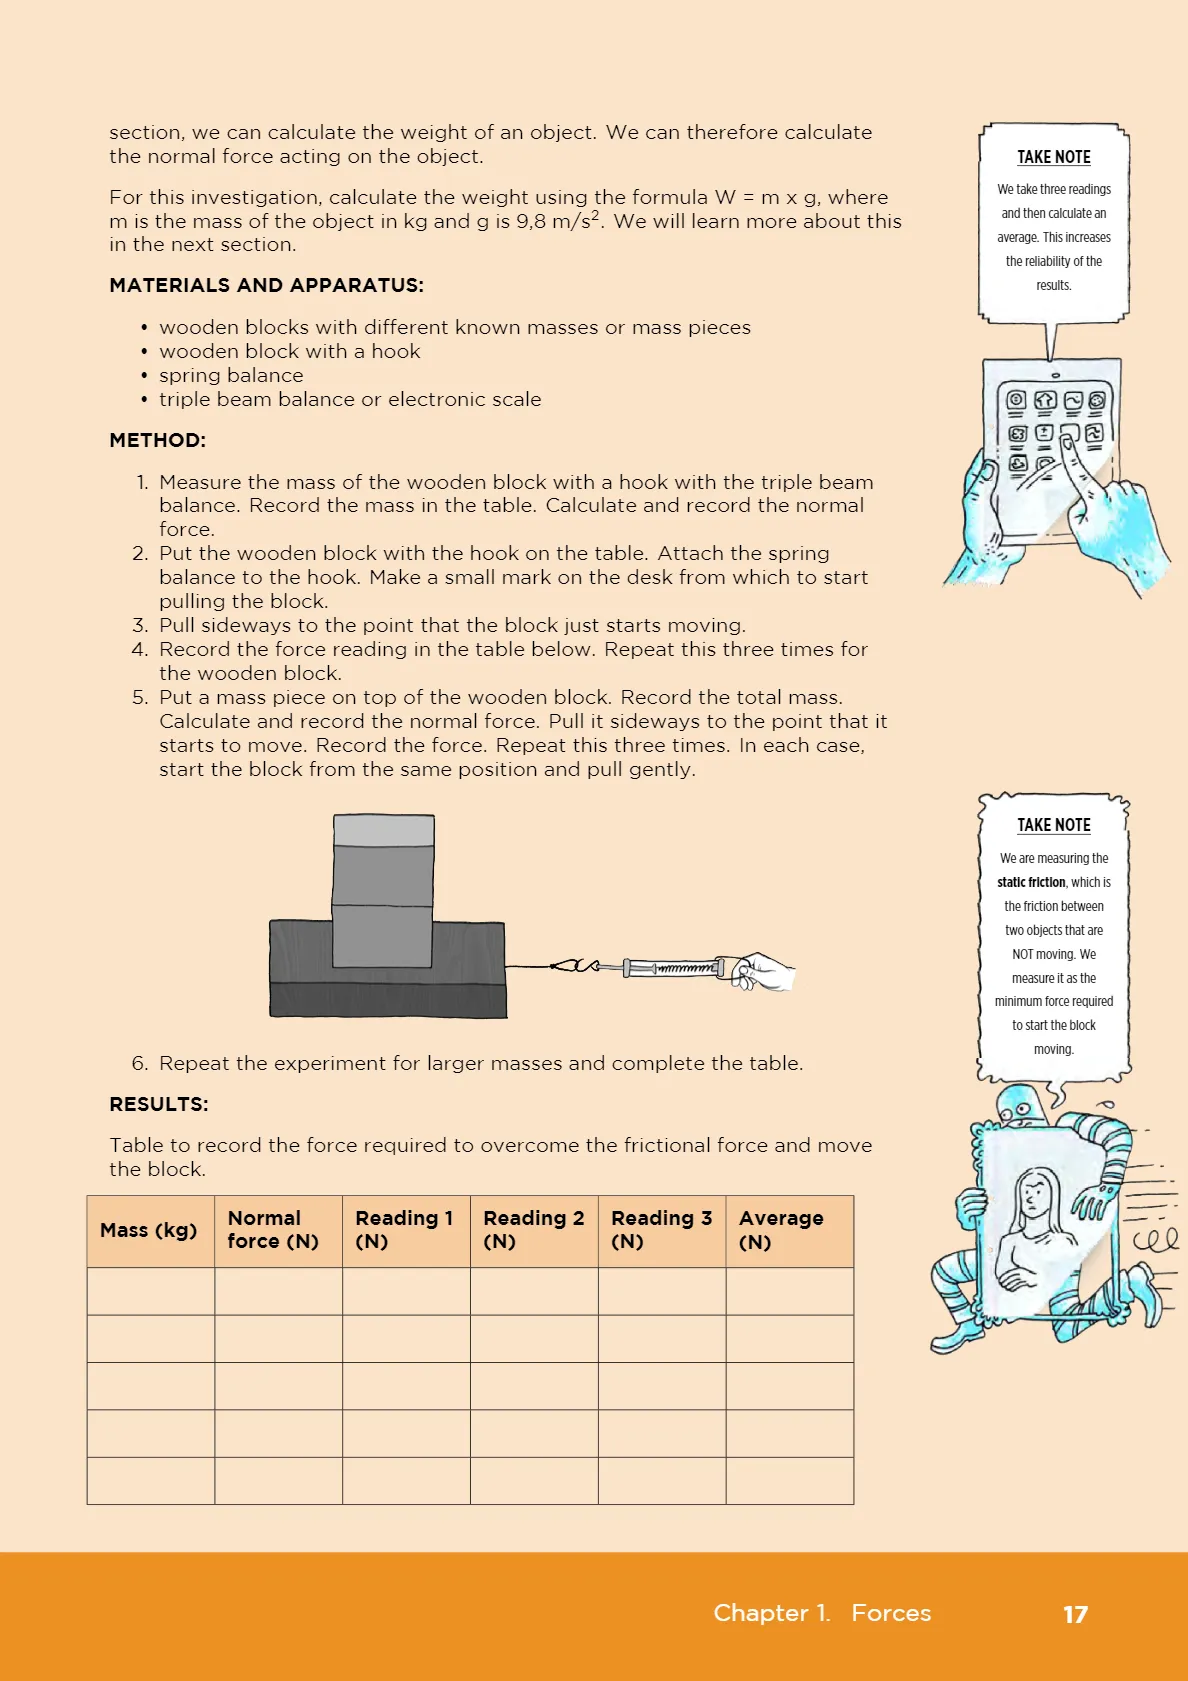 section, we can calculate the weight of an object. We can therefore calculate
the normal force acting on the object.
For this investigation, calculate the weight using the formula W = m x g, where
m is the mass of the object in kg and g is 9,8 m/s². We will learn more about this
in the next section.
MATERIALS AND APPARATUS:
• wooden blocks with different known masses or mass pieces
• wooden block with a hook
• spring balance
• triple beam balance or electronic scale
METHOD:
1. Measure the mass of the wooden block with a hook with the triple beam
balance. Record the mass in the table. Calculate and record the normal
force.
2. Put the wooden block with the hook on the table. Attach the spring
balance to the hook. Make a small mark on the desk from which to start
pulling the block.
3. Pull sideways to the point that the block just starts moving.
4. Record the force reading in the table below. Repeat this three times for
the wooden block.
5. Put a mass piece on top of the wooden block. Record the total mass.
Calculate and record the normal force. Pull it sideways to the point that it
starts to move. Record the force. Repeat this three times. In each case,
start the block from the same position and pull gently.
6. Repeat the experiment for larger masses and complete the table.
RESULTS:
Table to record the force required to overcome the frictional force and move
the block.
Mass (kg)
Normal
force (N)
Reading 1
(N)
Reading 2
(N)
Reading 3
(N)
Average
(N)
TAKE NOTE
We take three readings
and then calculate an
average. This increases
the reliability of the
results.
TAKE NOTE
We are measuring the
static friction, which is
the friction between
two objects that are
NOT moving. We
measure it as the
minimum force required
to start the block
moving.
Chapter 1. Forces
17